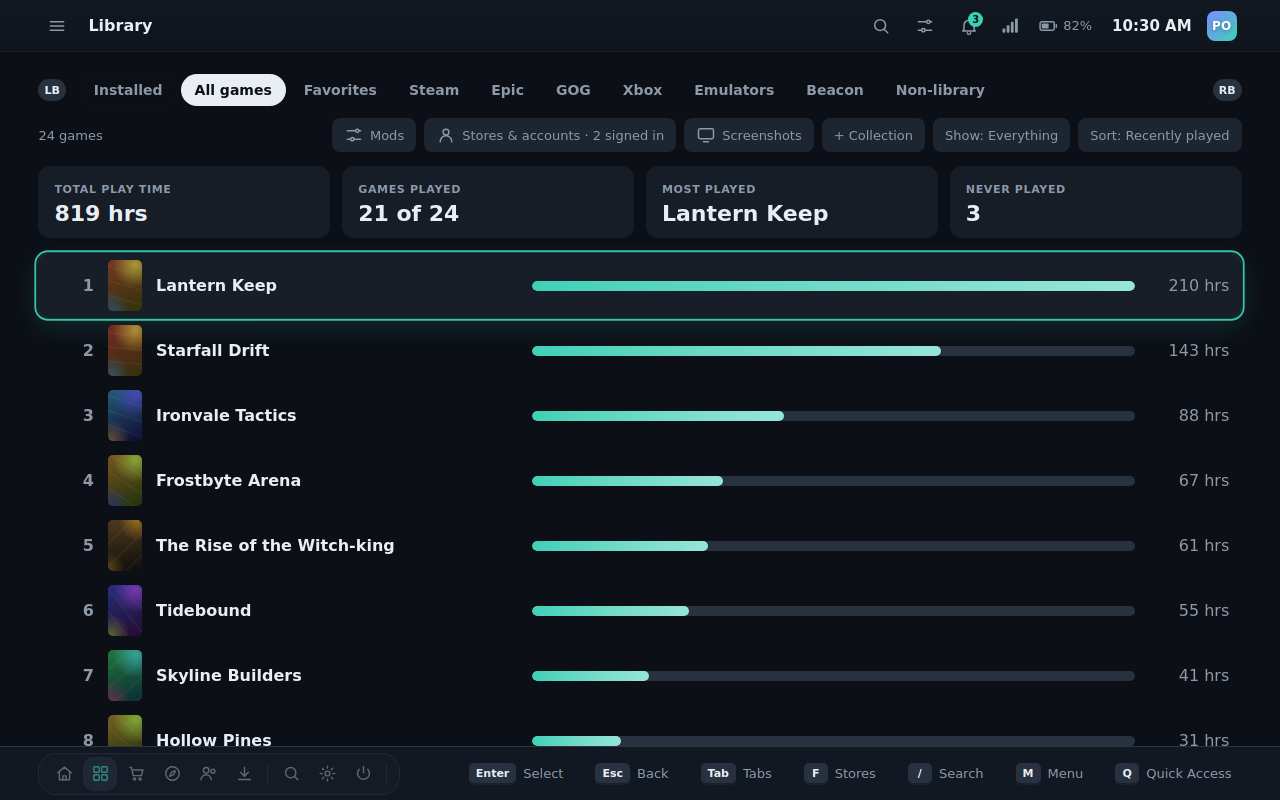 Library
3
82%
10:30 AM
PO
LB
Installed
All games
Favorites
Steam
Epic
GOG
Xbox
Emulators
Beacon
Non-library
RB
24 games
Mods
Stores & accounts · 2 signed in
Screenshots
+ Collection
Show: Everything
Sort: Recently played
TOTAL PLAY TIME
819 hrs
GAMES PLAYED
21 of 24
MOST PLAYED
Lantern Keep
NEVER PLAYED
3
1 Lantern Keep 210 hrs
2 Starfall Drift 143 hrs
3 Ironvale Tactics 88 hrs
4 Frostbyte Arena 67 hrs
5 The Rise of the Witch-king 61 hrs
6 Tidebound 55 hrs
7 Skyline Builders 41 hrs
8 Hollow Pines 31 hrs
Enter Select
Esc Back
Tab Tabs
F Stores
/ Search
M Menu
Q Quick Access